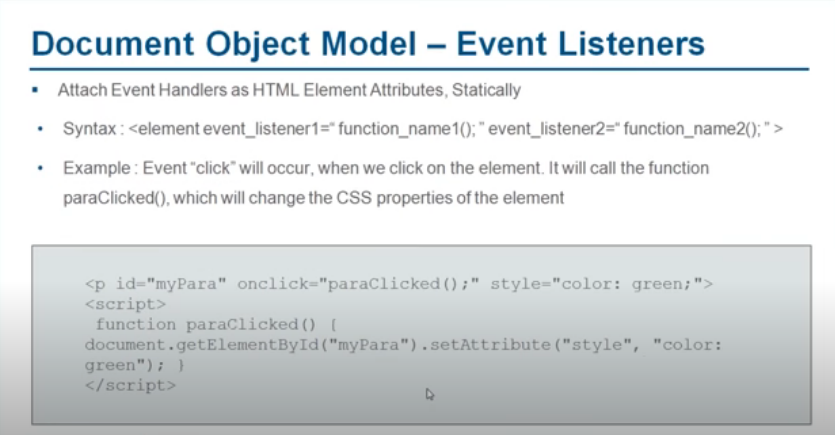 Document Object Model – Event Listeners
▪ Attach Event Handlers as HTML Element Attributes, Statically
• Syntax : <element event_listener1=“ function_name1(); ” event_listener2=“ function_name2(); ” >
• Example : Event “click” will occur, when we click on the element. It will call the function
paraClicked(), which will change the CSS properties of the element
<p id="myPara" onclick="paraClicked();" style="color: green;">
<script>
function paraClicked() {
document.getElementById("myPara").setAttribute("style", "color:
green"); }
</script>